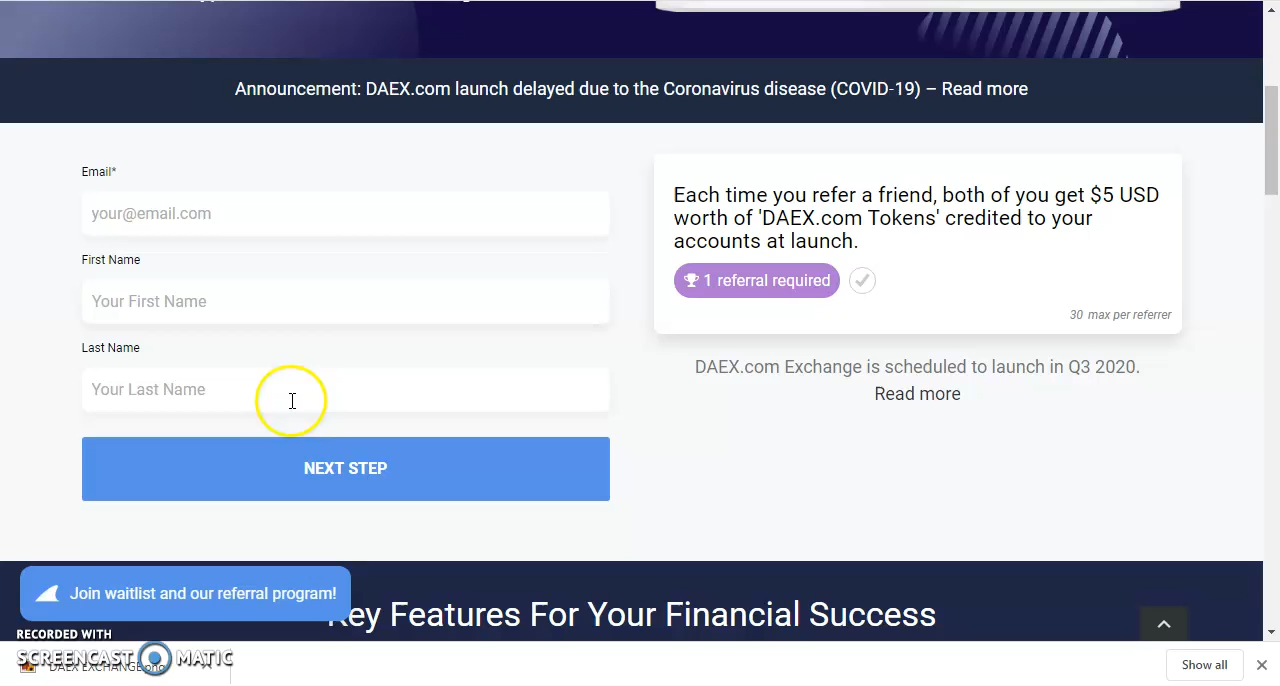 Announcement: DAEX.com launch delayed due to the Coronavirus disease (COVID-19) – Read more
Email*
your@email.com
First Name
Your First Name
Last Name
Your Last Name
NEXT STEP
Each time you refer a friend, both of you get $5 USD
worth of 'DAEX.com Tokens' credited to your
accounts at launch.
1 referral required
30 max per referrer
DAEX.com Exchange is scheduled to launch in Q3 2020.
Read more
Join waitlist and our referral program!
Key Features For Your Financial Success
RECORDED WITH
SCREENCAST MATIC
DAEX EXCHANGE.png
Show all